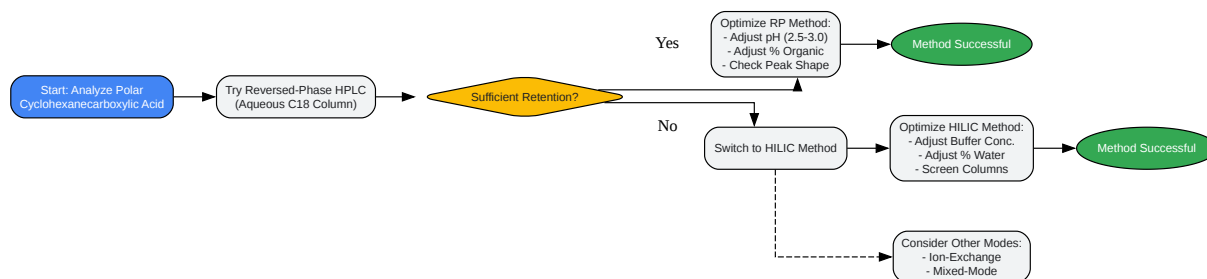 Start: Analyze Polar
Cyclohexanecarboxylic Acid
Try Reversed-Phase HPLC
(Aqueous C18 Column)
Sufficient Retention?
Yes
Optimize RP Method:
- Adjust pH (2.5-3.0)
- Adjust % Organic
- Check Peak Shape
Method Successful
No
Switch to HILIC Method
Optimize HILIC Method:
- Adjust Buffer Conc.
- Adjust % Water
- Screen Columns
Method Successful
Consider Other Modes:
- Ion-Exchange
- Mixed-Mode